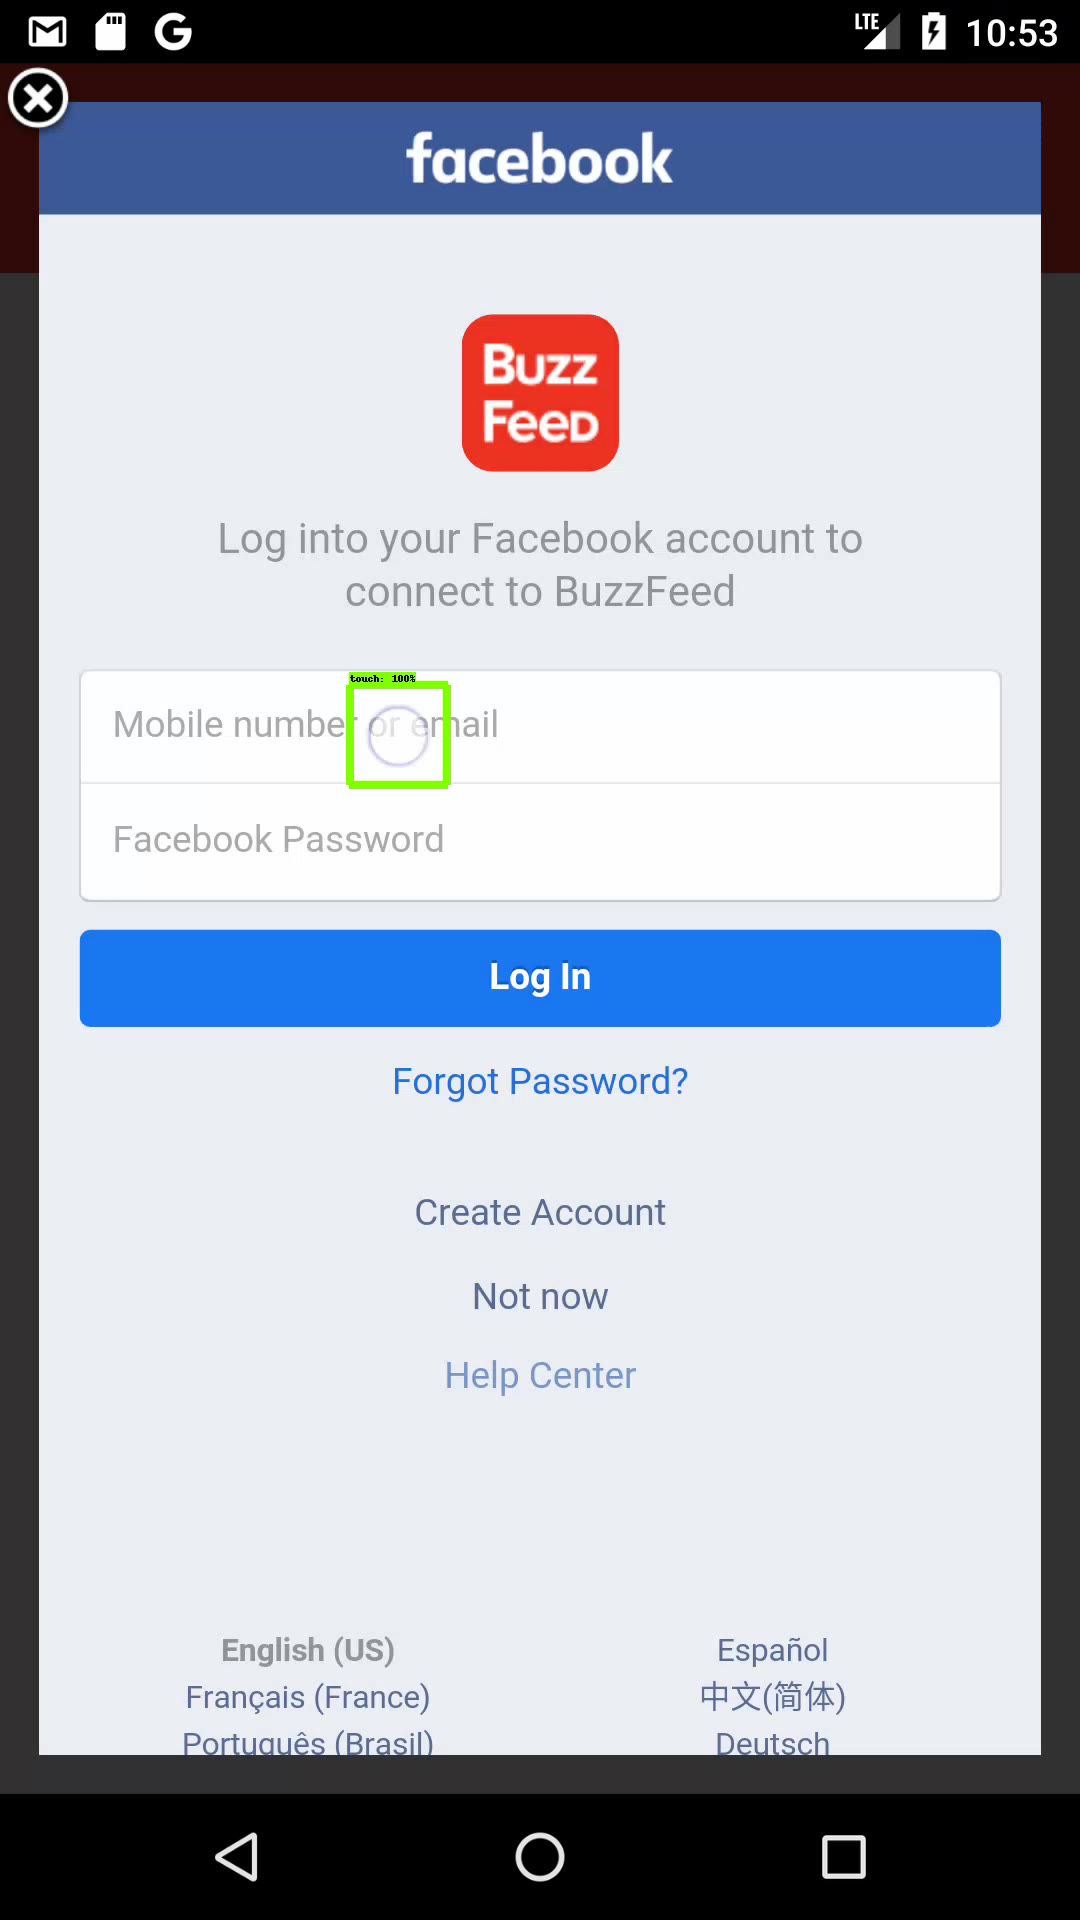 LTE 10:53
facebook
Buzz
Feed
Log into your Facebook account to
connect to BuzzFeed
touch: 100%
Mobile number or email
Facebook Password
Log In
Forgot Password?
Create Account
Not now
Help Center
English (US) Español
Français (France) 中文(简体)
Português (Brasil) Deutsch